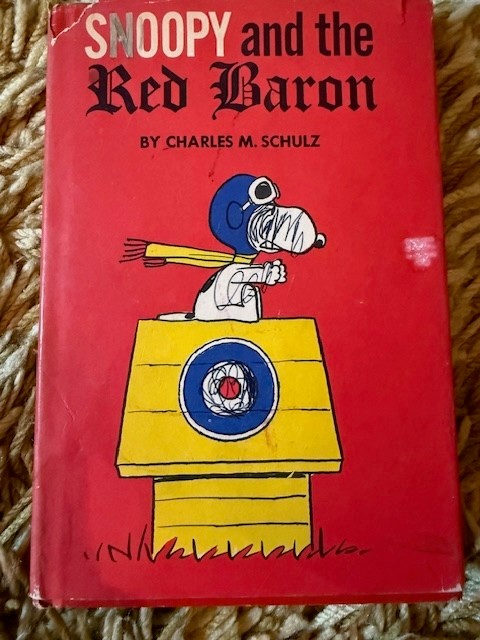 SNOOPY and the
Red Baron
BY CHARLES M. SCHULZ